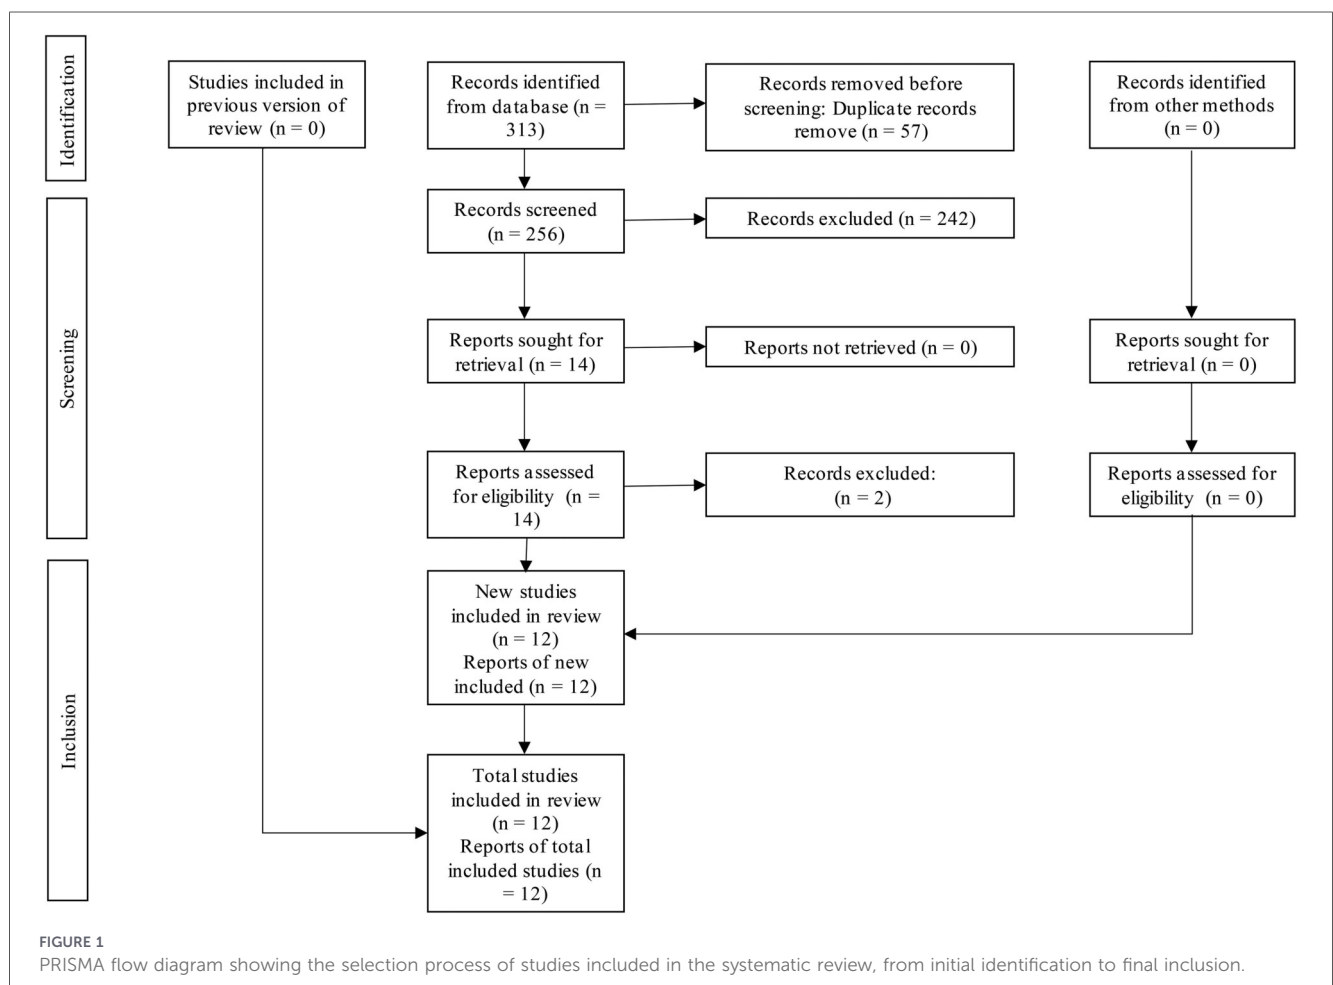 Identification
Studies included in
previous version of
review (n = 0)
Records identified
from database (n =
313)
Records removed before
screening: Duplicate records
remove (n = 57)
Records identified
from other methods
(n = 0)
Screening
Records screened
(n = 256)
Records excluded (n = 242)
Reports sought for
retrieval (n = 14)
Reports not retrieved (n = 0)
Reports sought for
retrieval (n = 0)
Reports assessed
for eligibility (n =
14)
Records excluded:
(n = 2)
Reports assessed for
eligibility (n = 0)
Inclusion
New studies
included in review
(n = 12)
Reports of new
included (n = 12)
Total studies
included in review
(n = 12)
Reports of total
included studies (n
= 12)
FIGURE 1
PRISMA flow diagram showing the selection process of studies included in the systematic review, from initial identification to final inclusion.